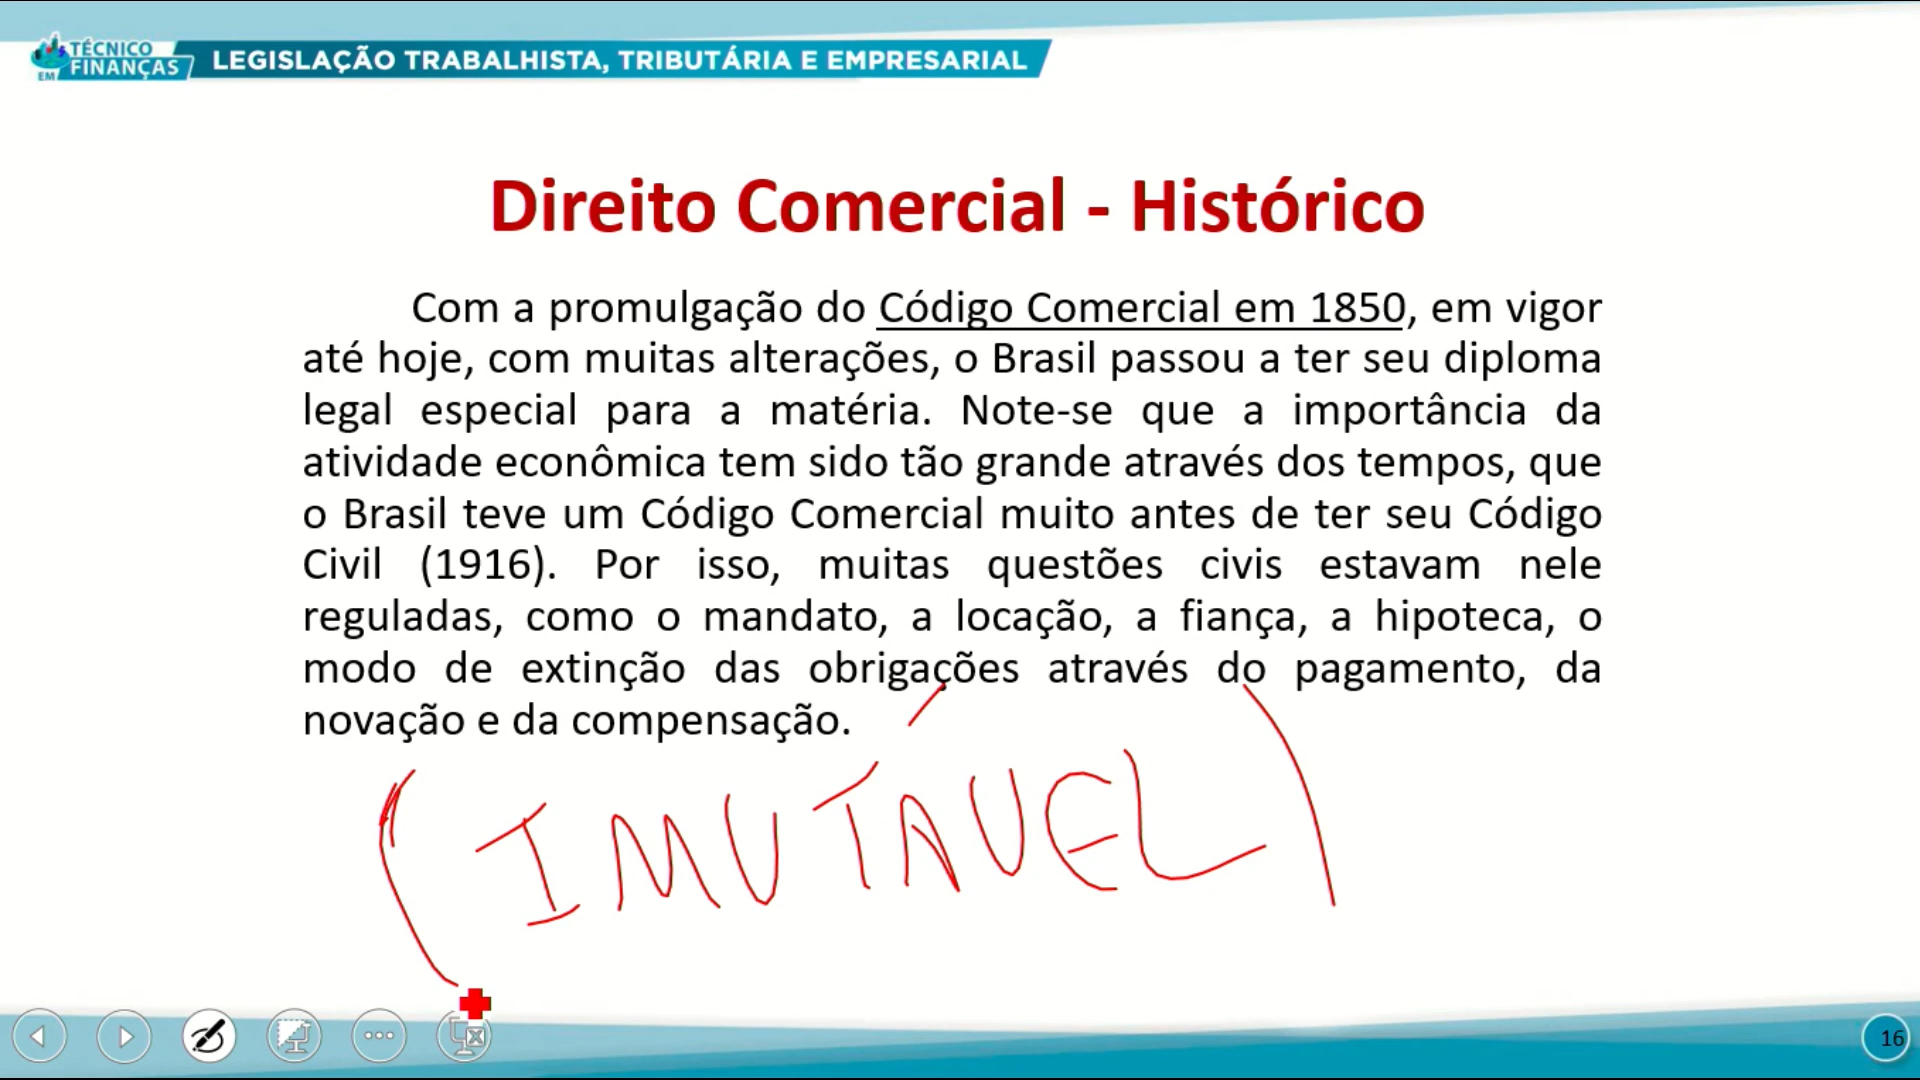 TÉCNICO
EM FINANÇAS
LEGISLAÇÃO TRABALHISTA, TRIBUTÁRIA E EMPRESARIAL
Direito Comercial - Histórico
Com a promulgação do Código Comercial em 1850, em vigor
até hoje, com muitas alterações, o Brasil passou a ter seu diploma
legal especial para a matéria. Note-se que a importância da
atividade econômica tem sido tão grande através dos tempos, que
o Brasil teve um Código Comercial muito antes de ter seu Código
Civil (1916). Por isso, muitas questões civis estavam nele
reguladas, como o mandato, a locação, a fiança, a hipoteca, o
modo de extinção das obrigações através do pagamento, da
novação e da compensação.
(IMUTÁVEL)
16